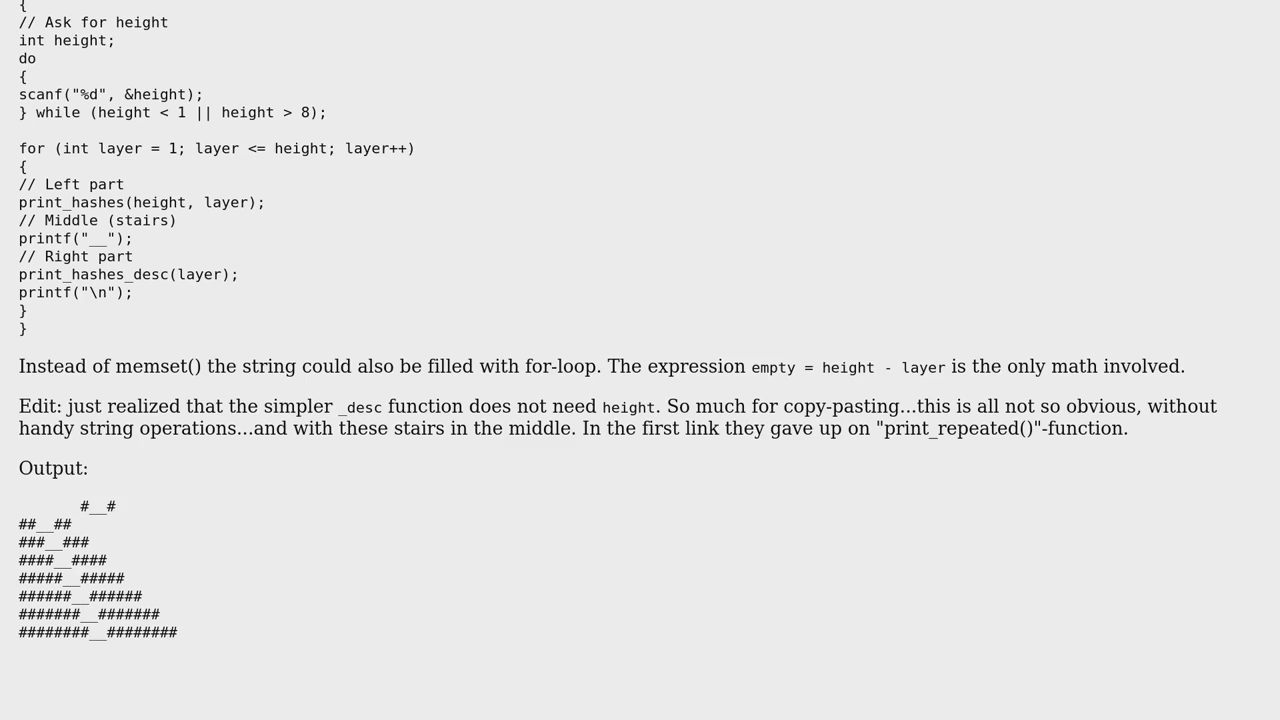 {
// Ask for height
int height;
do
{
scanf("%d", &height);
} while (height < 1 || height > 8);

for (int layer = 1; layer <= height; layer++)
{
// Left part
print_hashes(height, layer);
// Middle (stairs)
printf("__");
// Right part
print_hashes_desc(layer);
printf("\n");
}
}

Instead of memset() the string could also be filled with for-loop. The expression empty = height - layer is the only math involved.

Edit: just realized that the simpler _desc function does not need height. So much for copy-pasting...this is all not so obvious, without
handy string operations...and with these stairs in the middle. In the first link they gave up on "print_repeated()"-function.

Output:

       #__#
##__##
###__###
####__####
#####__#####
######__######
#######__#######
########__########